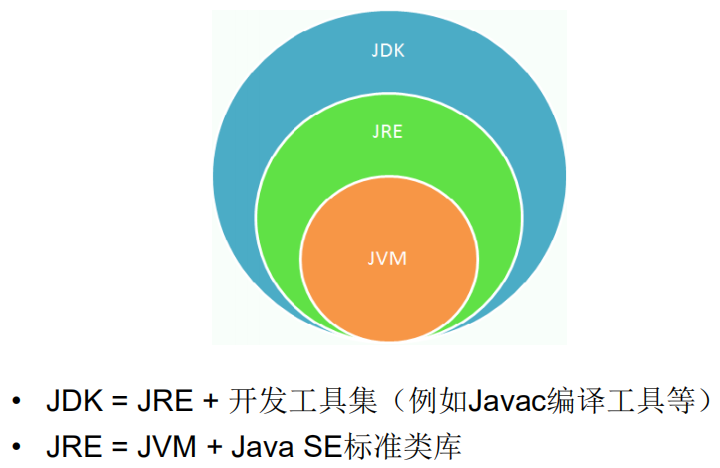 JDK
JRE
JVM
• JDK = JRE + 开发工具集（例如Javac编译工具等）
• JRE = JVM + Java SE标准类库